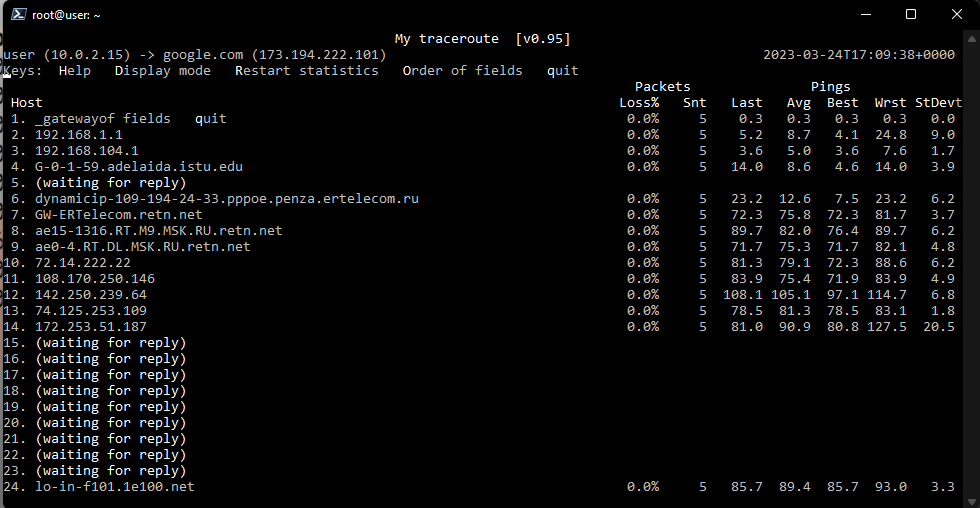 root@user: ~
My traceroute [v0.95]
user (10.0.2.15) -> google.com (173.194.222.101) 2023-03-24T17:09:38+0000
Keys: Help Display mode Restart statistics Order of fields quit
Packets Pings
Host Loss% Snt Last Avg Best Wrst StDevt
1. _gatewayof fields quit 0.0% 5 0.3 0.3 0.3 0.3 0.0
2. 192.168.1.1 0.0% 5 5.2 8.7 4.1 24.8 9.0
3. 192.168.104.1 0.0% 5 3.6 5.0 3.6 7.6 1.7
4. G-0-1-59.adelaida.istu.edu 0.0% 5 14.0 8.6 4.6 14.0 3.9
5. (waiting for reply)
6. dynamicip-109-194-24-33.pppoe.penza.ertelecom.ru 0.0% 5 23.2 12.6 7.5 23.2 6.2
7. GW-ERTelecom.retn.net 0.0% 5 72.3 75.8 72.3 81.7 3.7
8. ae15-1316.RT.M9.MSK.RU.retn.net 0.0% 5 89.7 82.0 76.4 89.7 6.2
9. ae0-4.RT.DL.MSK.RU.retn.net 0.0% 5 71.7 75.3 71.7 82.1 4.8
10. 72.14.222.22 0.0% 5 81.3 79.1 72.3 88.6 6.2
11. 108.170.250.146 0.0% 5 83.9 75.4 71.9 83.9 4.9
12. 142.250.239.64 0.0% 5 108.1 105.1 97.1 114.7 6.8
13. 74.125.253.109 0.0% 5 78.5 81.3 78.5 83.1 1.8
14. 172.253.51.187 0.0% 5 81.0 90.9 80.8 127.5 20.5
15. (waiting for reply)
16. (waiting for reply)
17. (waiting for reply)
18. (waiting for reply)
19. (waiting for reply)
20. (waiting for reply)
21. (waiting for reply)
22. (waiting for reply)
23. (waiting for reply)
24. lo-in-f101.1e100.net 0.0% 5 85.7 89.4 85.7 93.0 3.3